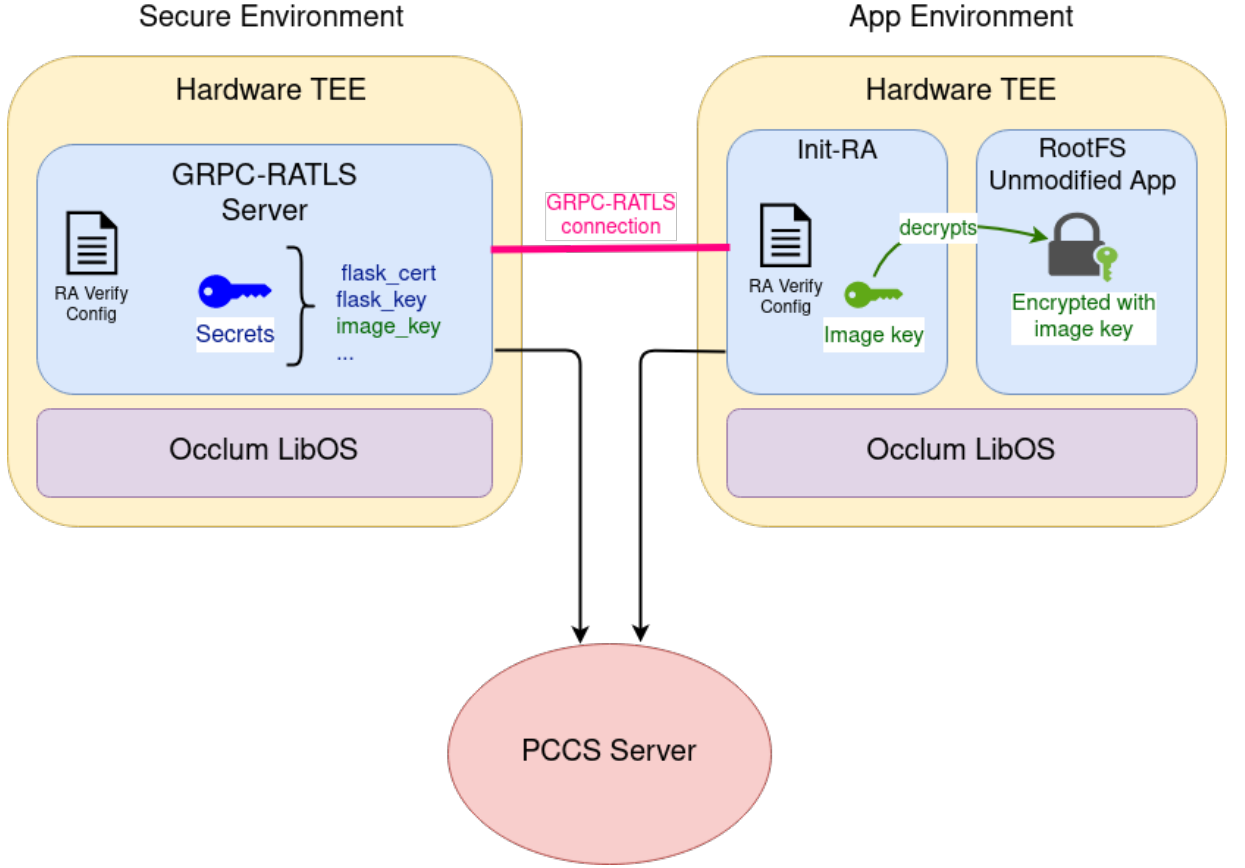 Secure Environment
App Environment
Hardware TEE
GRPC-RATLS
Server
RA Verify
Config
Secrets
flask_cert
flask_key
image_key
...
Occlum LibOS
GRPC-RATLS
connection
Hardware TEE
Init-RA
RA Verify
Config
Image key
decrypts
RootFS
Unmodified App
Encrypted with
image key
Occlum LibOS
PCCS Server